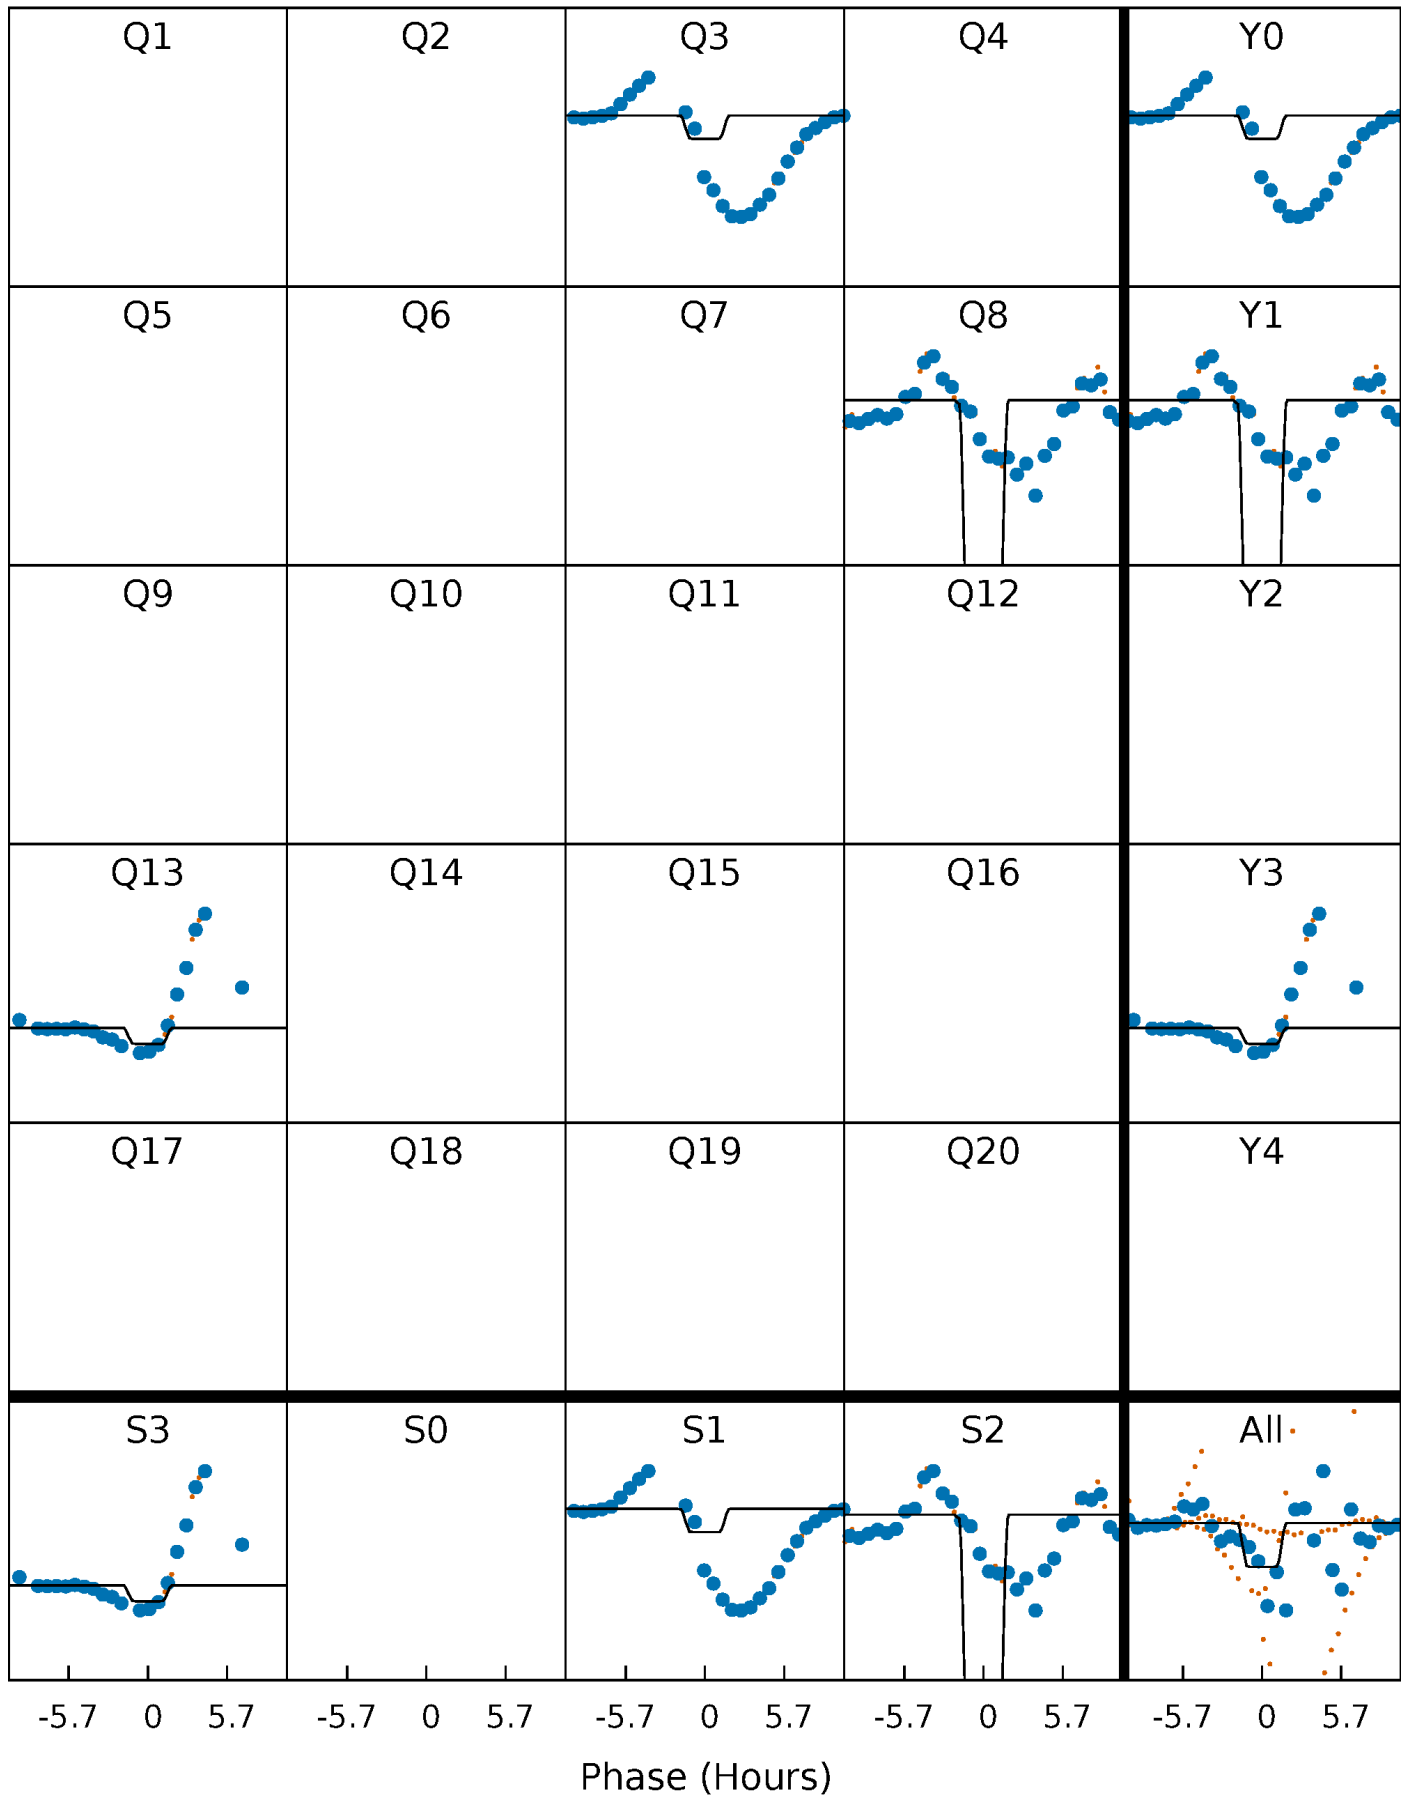 Q1 Q2 Q3 Q4 Y0
Q5 Q6 Q7 Q8 Y1
Q9 Q10 Q11 Q12 Y2
Q13 Q14 Q15 Q16 Y3
Q17 Q18 Q19 Q20 Y4
S3 S0 S1 S2 All
-5.7 0 5.7 -5.7 0 5.7 -5.7 0 5.7 -5.7 0 5.7 -5.7 0 5.7
Phase (Hours)